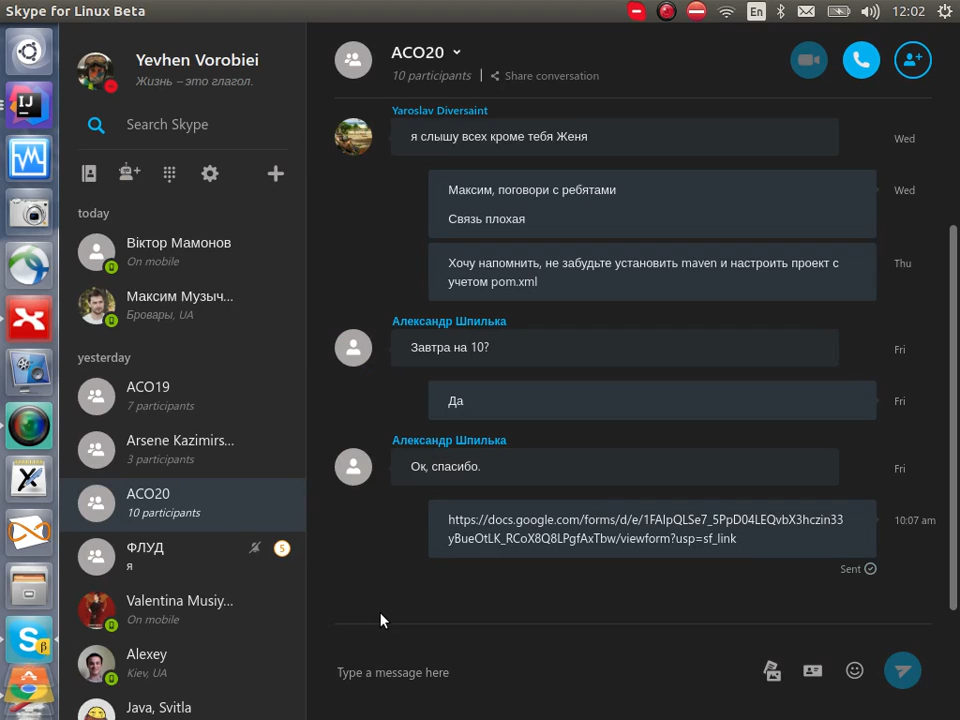 Skype for Linux Beta
En
12:02
Yevhen Vorobiei
Жизнь – это глагол.
Search Skype
today
Віктор Мамонов
On mobile
Максим Музыч...
Бровары, UA
yesterday
ACO19
7 participants
Arsene Kazimirs...
3 participants
ACO20
10 participants
ФЛУД
5
я
Valentina Musiy...
On mobile
Alexey
Kiev, UA
Java, Svitla
ACO20
10 participants
Share conversation
Yaroslav Diversaint
я слышу всех кроме тебя Женя
Wed
Максим, поговори с ребятами
Wed
Связь плохая
Хочу напомнить, не забудьте установить maven и настроить проект с
учетом pom.xml
Thu
Александр Шпилька
Завтра на 10?
Fri
Да
Fri
Александр Шпилька
Ок, спасибо.
Fri
https://docs.google.com/forms/d/e/1FAIpQLSe7_5PpD04LEQvbX3hczin33
yBueOtLK_RCoX8Q8LPgfAxTbw/viewform?usp=sf_link
10:07 am
Sent
Type a message here